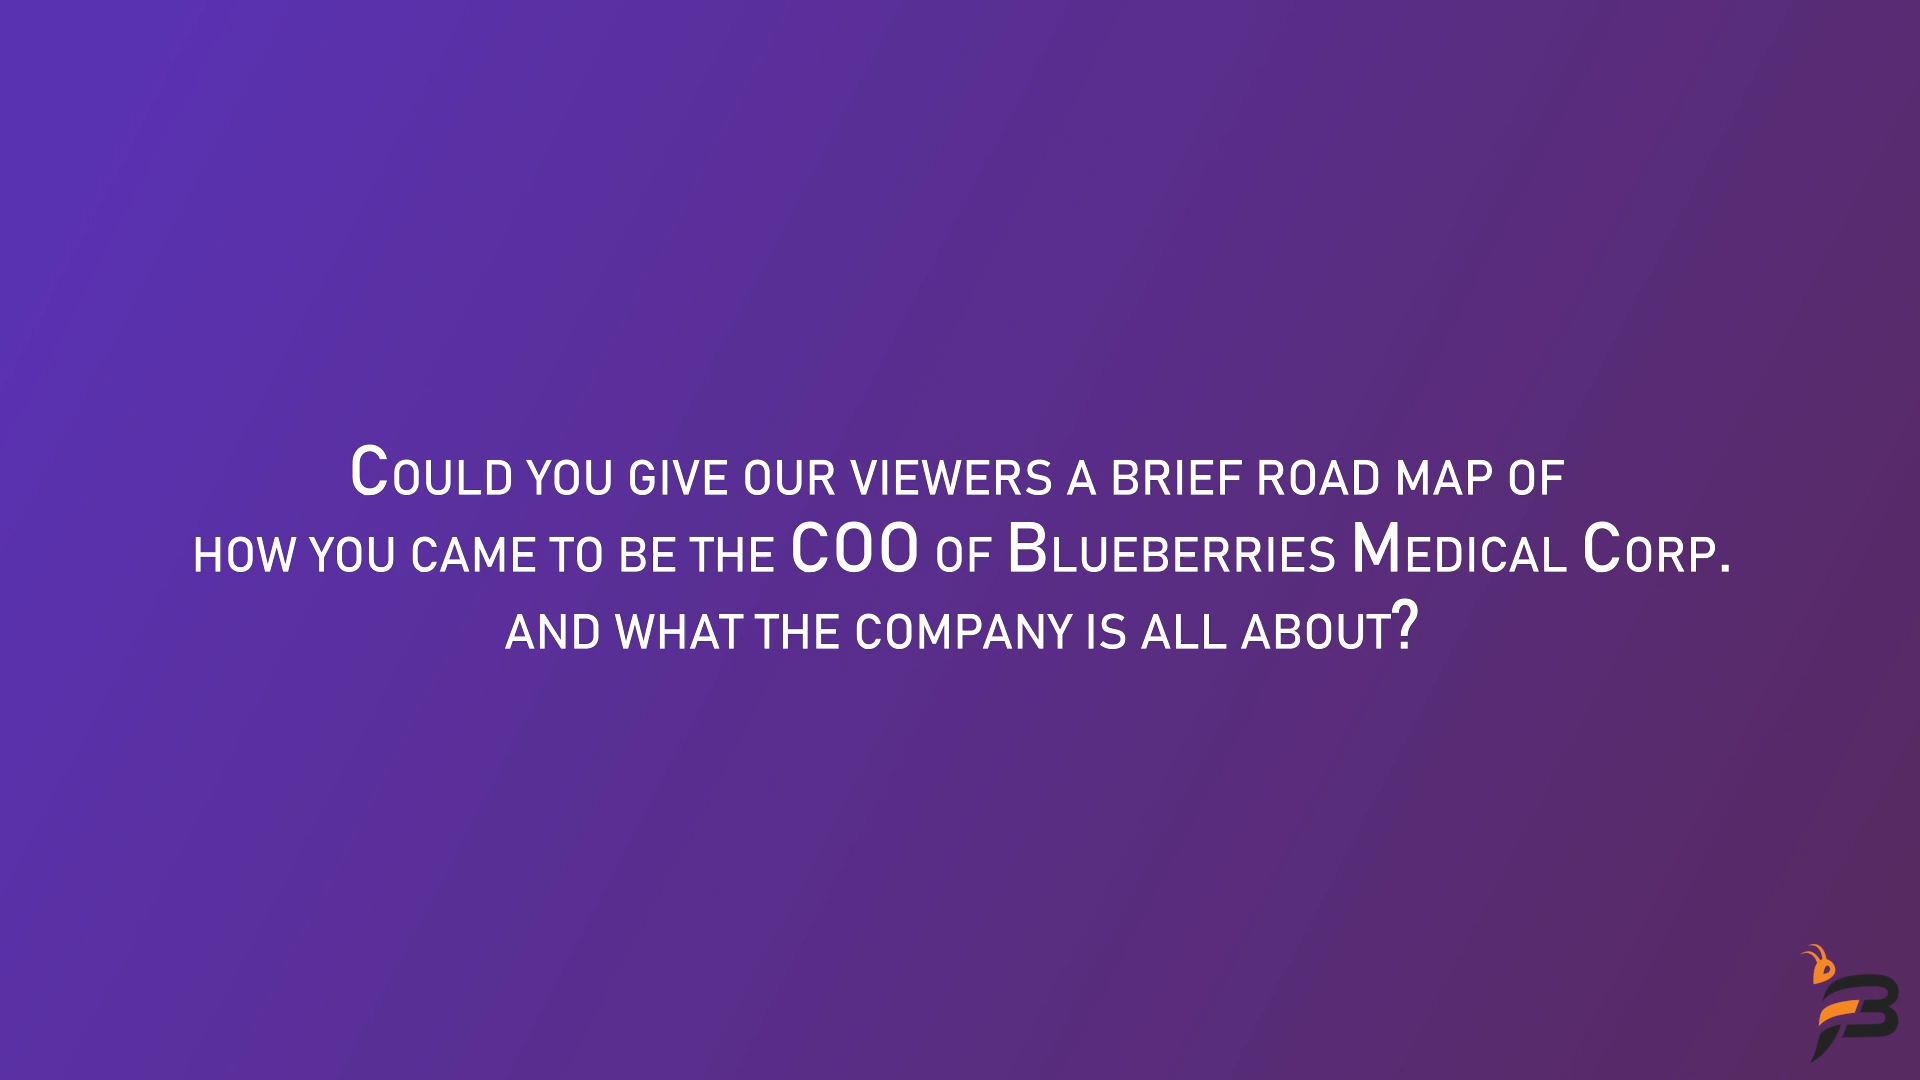 Could you give our viewers a brief road map of
how you came to be the COO of Blueberries Medical Corp.
and what the company is all about?
B